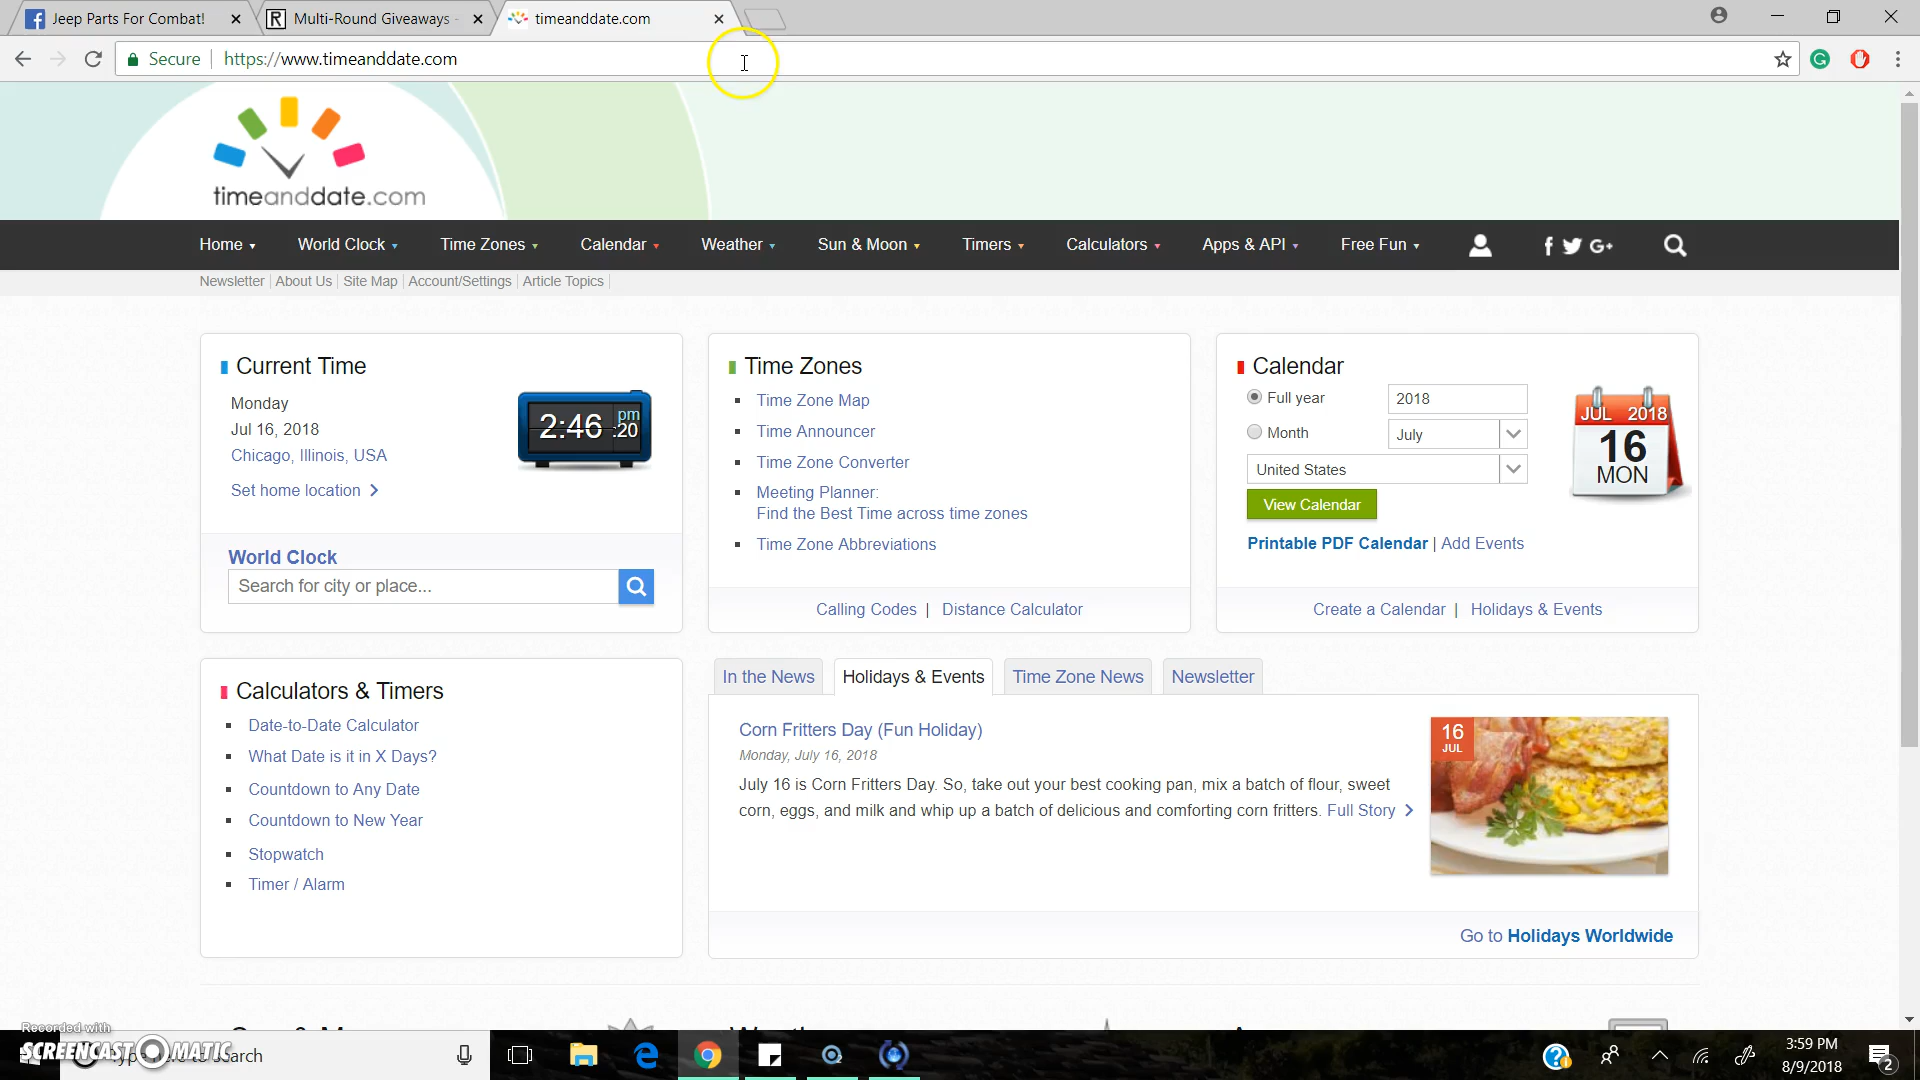 Jeep Parts For Combat!
Multi-Round Giveaways -
timeanddate.com
Secure
https://www.timeanddate.com
timeanddate.com
Home
World Clock
Time Zones
Calendar
Weather
Sun & Moon
Timers
Calculators
Apps & API
Free Fun
Newsletter | About Us | Site Map | Account/Settings | Article Topics |
Current Time
Monday
Jul 16, 2018
Chicago, Illinois, USA
Set home location
2:46 pm :20
World Clock
Search for city or place...
Time Zones
Time Zone Map
Time Announcer
Time Zone Converter
Meeting Planner:
Find the Best Time across time zones
Time Zone Abbreviations
Calling Codes | Distance Calculator
Calendar
Full year
2018
Month
July
United States
View Calendar
JUL 2018
16
MON
Printable PDF Calendar | Add Events
Create a Calendar | Holidays & Events
Calculators & Timers
Date-to-Date Calculator
What Date is it in X Days?
Countdown to Any Date
Countdown to New Year
Stopwatch
Timer / Alarm
In the News
Holidays & Events
Time Zone News
Newsletter
Corn Fritters Day (Fun Holiday)
Monday, July 16, 2018
July 16 is Corn Fritters Day. So, take out your best cooking pan, mix a batch of flour, sweet
corn, eggs, and milk and whip up a batch of delicious and comforting corn fritters. Full Story
16
JUL
Go to Holidays Worldwide
Recorded with
SCREENCAST-O-MATIC
search
3:59 PM
8/9/2018
2